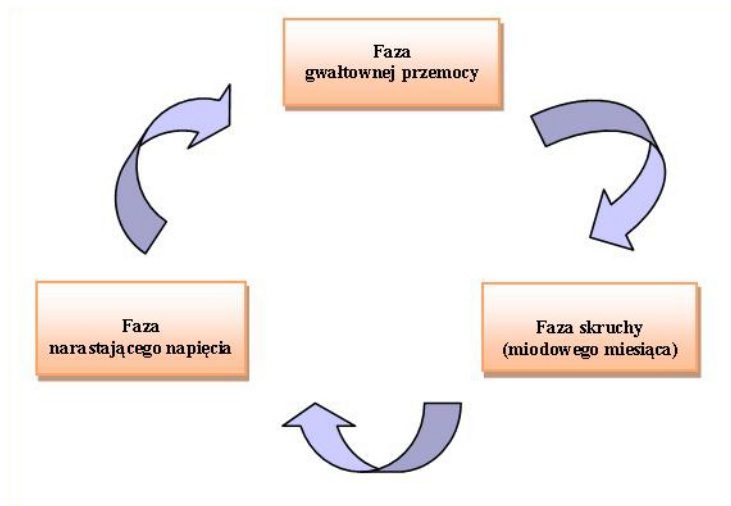 Faza
gwałtownej przemocy
Faza
narastającego napięcia
Faza skruchy
(miodowego miesiąca)